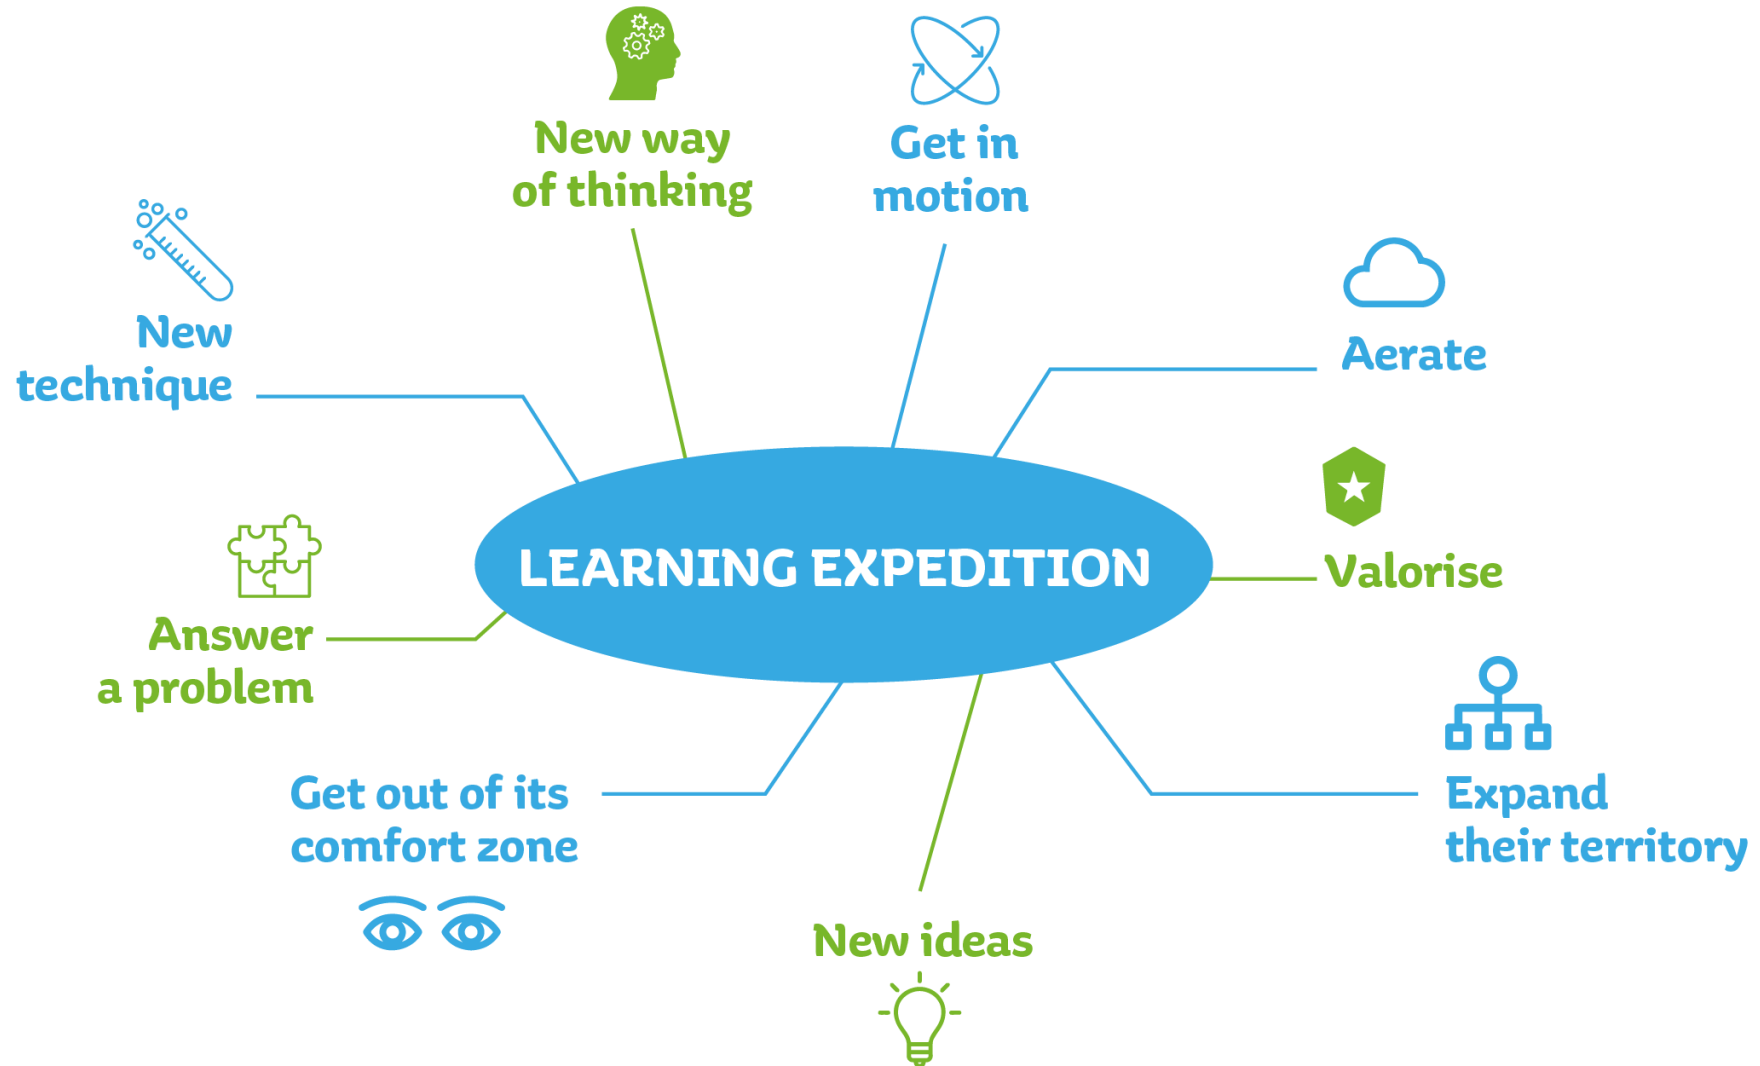 New way
of thinking
Get in
motion
New
technique
Aerate
LEARNING EXPEDITION
Valorise
Answer
a problem
Get out of its
comfort zone
Expand
their territory
New ideas